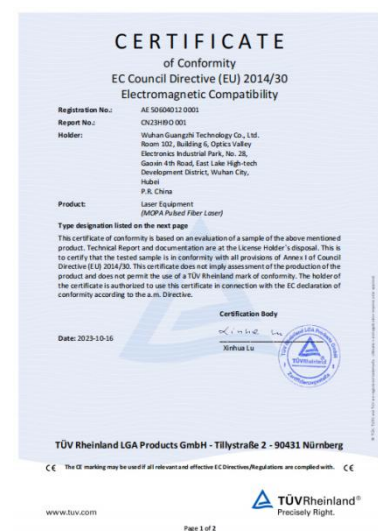 CERTIFICATE
of Conformity
EC Council Directive (EU) 2014/30
Electromagnetic Compatibility
Registration No.: AE 50604012 0001
Report No.: CN23HI9O 001
Holder: Wuhan Guangzhi Technology Co., Ltd.
Room 102, Building 6, Optics Valley
Electronics Industrial Park, No. 28,
Gaoxin 4th Road, East Lake High-tech
Development District, Wuhan City,
Hubei
P.R. China
Product: Laser Equipment
(MOPA Pulsed Fiber Laser)
Type designation listed on the next page
This certificate of conformity is based on an evaluation of a sample of the above mentioned
product. Technical Report and documentation are at the License Holder's disposal. This is
to certify that the tested sample is in conformity with all provisions of Annex I of Council
Directive (EU) 2014/30. This certificate does not imply assessment of the production of the
product and does not permit the use of a TÜV Rheinland mark of conformity. The holder of
the certificate is authorized to use this certificate in connection with the EC declaration of
conformity according to the a.m. Directive.
Certification Body
Date: 2023-10-16
Xinhua Lu
Xinhua Lu
TÜV Rheinland LGA Products GmbH
TÜVRheinland
Zertifizierungsstelle
TÜV Rheinland LGA Products GmbH - Tillystraße 2 - 90431 Nürnberg
CE The CE marking may be used if all relevant and effective EC Directives/Regulations are complied with. CE
www.tuv.com
TÜVRheinland®
Precisely Right.
Page 1 of 2